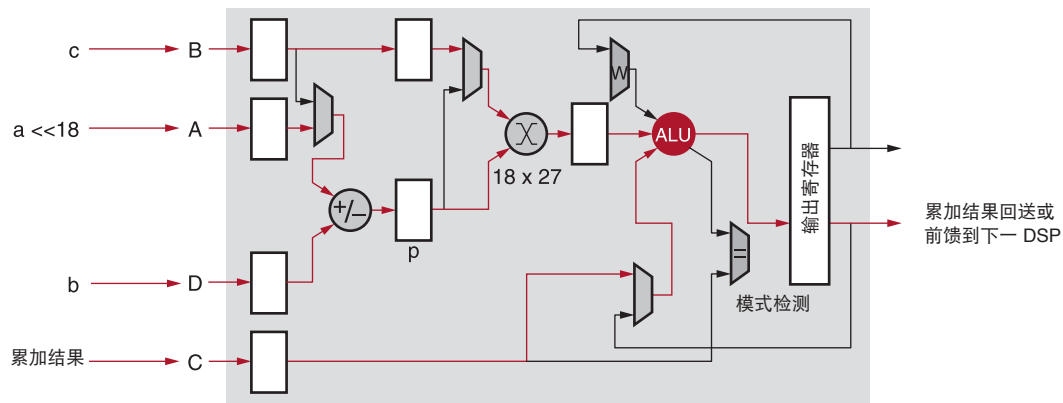 c
B
a <<18
A
b
D
累加结果
C
+/–
p
18 x 27
W
ALU
=
模式检测
输出寄存器
累加结果回送或
前馈到下一 DSP